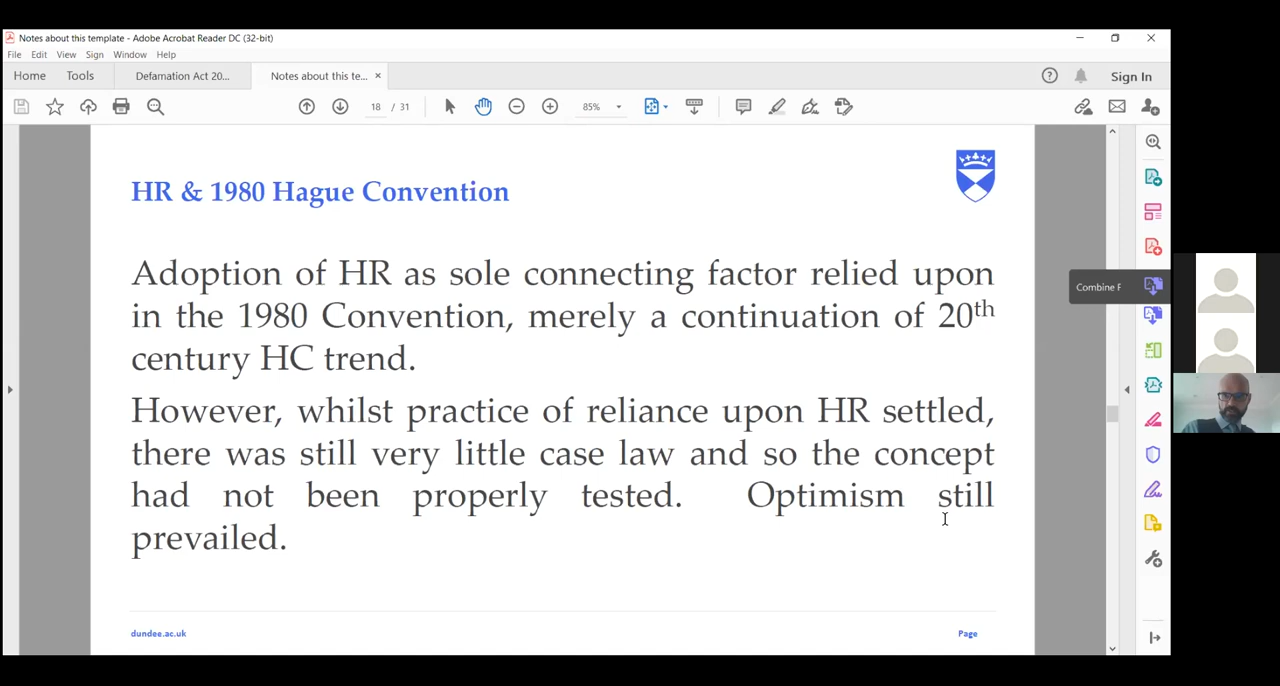 Notes about this template - Adobe Acrobat Reader DC (32-bit)
File Edit View Sign Window Help
Home Tools Defamation Act 20... Notes about this te... × Sign In
18 / 31 85%
HR & 1980 Hague Convention
Adoption of HR as sole connecting factor relied upon
in the 1980 Convention, merely a continuation of 20th
century HC trend.
However, whilst practice of reliance upon HR settled,
there was still very little case law and so the concept
had not been properly tested. Optimism still
prevailed.
Combine F
dundee.ac.uk Page